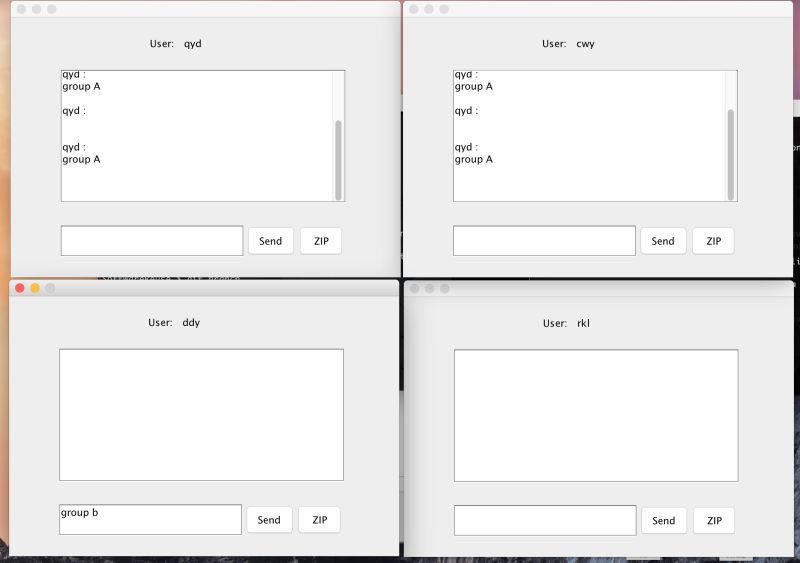 User: qyd
qyd :
group A
qyd :
qyd :
group A
Send
ZIP
User: cwy
qyd :
group A
qyd :
qyd :
group A
Send
ZIP
User: ddy
group b
Send
ZIP
User: rkl
Send
ZIP